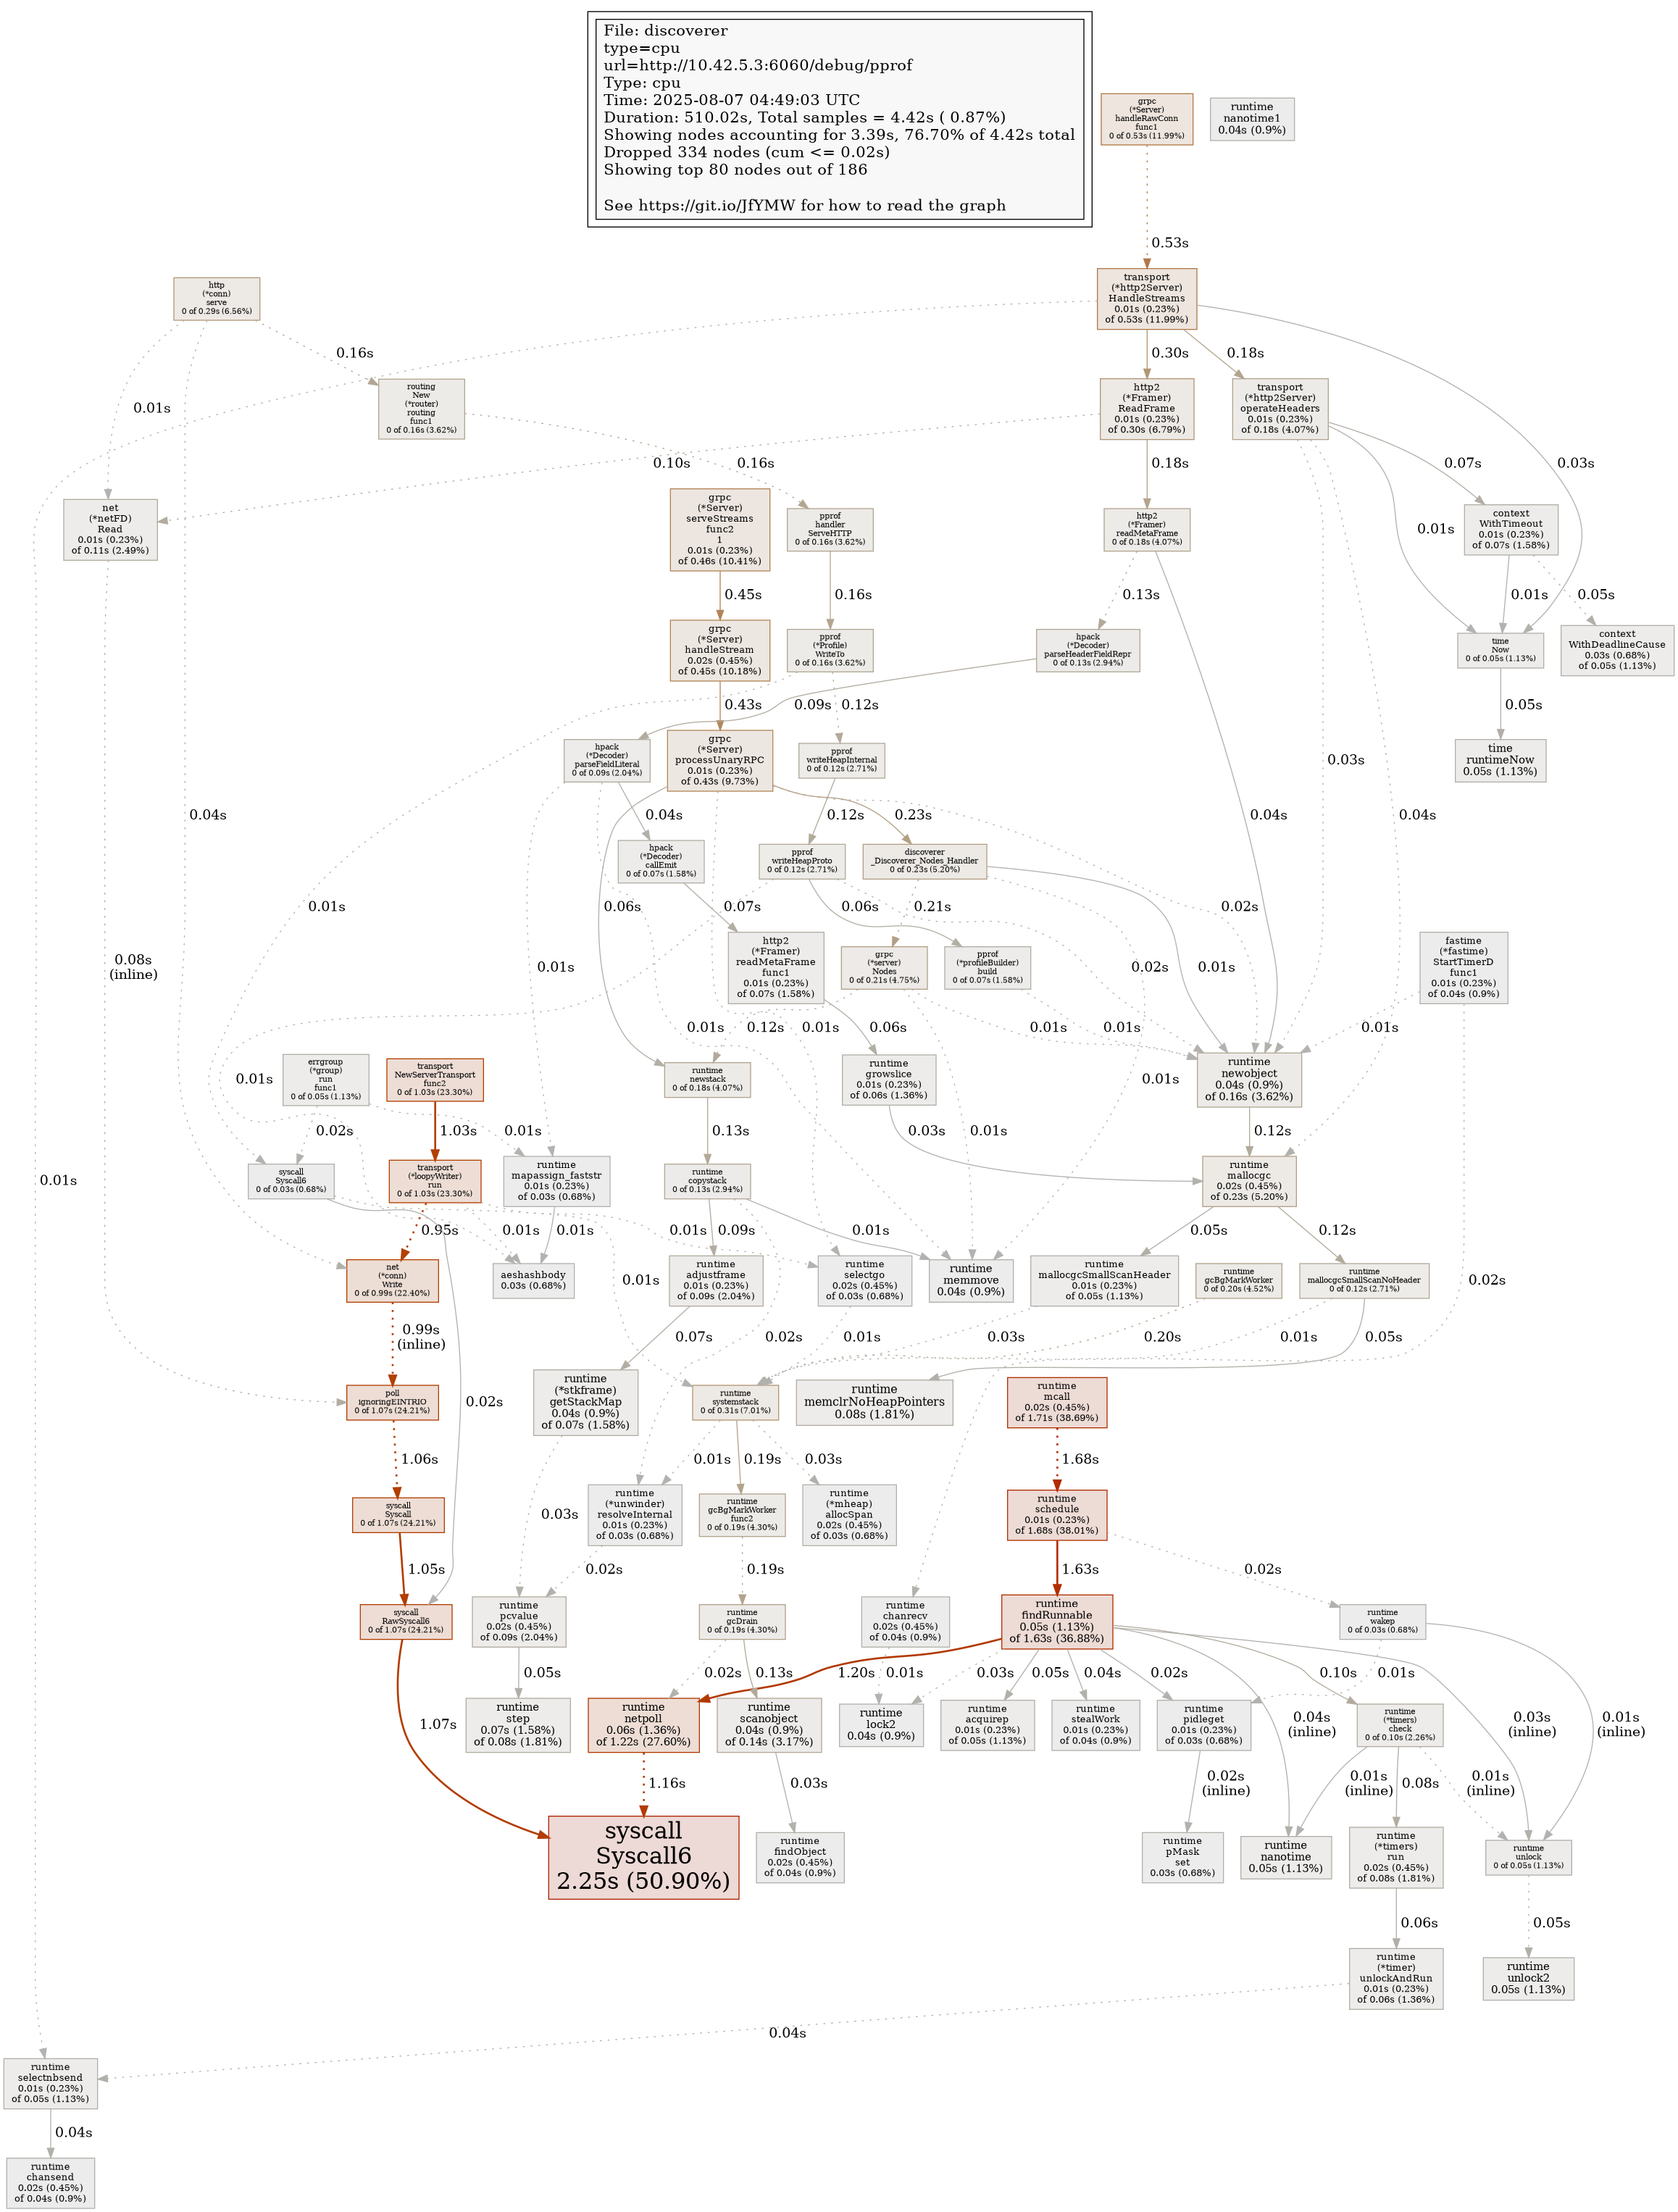 File: discoverer
type=cpu
url=http://10.42.5.3:6060/debug/pprof
Type: cpu
Time: 2025-08-07 04:49:03 UTC
Duration: 510.02s, Total samples = 4.42s ( 0.87%)
Showing nodes accounting for 3.39s, 76.70% of 4.42s total
Dropped 334 nodes (cum <= 0.02s)
Showing top 80 nodes out of 186
See https://git.io/JfYMW for how to read the graph
grpc
(*Server)
handleRawConn
func1
0 of 0.53s (11.99%)
runtime
nanotime1
0.04s (0.9%)
0.53s
http
(*conn)
serve
0 of 0.29s (6.56%)
transport
(*http2Server)
HandleStreams
0.01s (0.23%)
of 0.53s (11.99%)
0.16s
0.30s
0.18s
0.01s
routing
New
(*router)
routing
func1
0 of 0.16s (3.62%)
http2
(*Framer)
ReadFrame
0.01s (0.23%)
of 0.30s (6.79%)
transport
(*http2Server)
operateHeaders
0.01s (0.23%)
of 0.18s (4.07%)
0.10s
0.16s
0.18s
0.07s
0.03s
net
(*netFD)
Read
0.01s (0.23%)
of 0.11s (2.49%)
grpc
(*Server)
serveStreams
func2
1
0.01s (0.23%)
of 0.46s (10.41%)
pprof
handler
ServeHTTP
0 of 0.16s (3.62%)
http2
(*Framer)
readMetaFrame
0 of 0.18s (4.07%)
context
WithTimeout
0.01s (0.23%)
of 0.07s (1.58%)
0.01s
0.45s
0.16s
0.13s
0.01s
0.05s
grpc
(*Server)
handleStream
0.02s (0.45%)
of 0.45s (10.18%)
pprof
(*Profile)
WriteTo
0 of 0.16s (3.62%)
hpack
(*Decoder)
parseHeaderFieldRepr
0 of 0.13s (2.94%)
time
Now
0 of 0.05s (1.13%)
context
WithDeadlineCause
0.03s (0.68%)
of 0.05s (1.13%)
0.43s
0.09s
0.12s
0.05s
hpack
(*Decoder)
parseFieldLiteral
0 of 0.09s (2.04%)
grpc
(*Server)
processUnaryRPC
0.01s (0.23%)
of 0.43s (9.73%)
pprof
writeHeapInternal
0 of 0.12s (2.71%)
0.03s
time
runtimeNow
0.05s (1.13%)
0.04s
0.04s
0.12s
0.23s
0.04s
0.04s
hpack
(*Decoder)
callEmit
0 of 0.07s (1.58%)
pprof
writeHeapProto
0 of 0.12s (2.71%)
discoverer
_Discoverer_Nodes_Handler
0 of 0.23s (5.20%)
0.01s
0.06s
0.07s
0.06s
0.21s
0.02s
0.08s
(inline)
0.01s
http2
(*Framer)
readMetaFrame
func1
0.01s (0.23%)
of 0.07s (1.58%)
grpc
(*server)
Nodes
0 of 0.21s (4.75%)
pprof
(*profileBuilder)
build
0 of 0.07s (1.58%)
0.02s
0.01s
fastime
(*fastime)
StartTimerD
func1
0.01s (0.23%)
of 0.04s (0.9%)
0.01s
0.12s
0.01s
0.06s
0.01s
0.01s
0.01s
errgroup
(*group)
run
func1
0 of 0.05s (1.13%)
transport
NewServerTransport
func2
0 of 1.03s (23.30%)
runtime
newstack
0 of 0.18s (4.07%)
runtime
growslice
0.01s (0.23%)
of 0.06s (1.36%)
runtime
newobject
0.04s (0.9%)
of 0.16s (3.62%)
0.01s
0.01s
0.02s
1.03s
0.01s
0.13s
0.03s
0.01s
0.12s
syscall
Syscall6
0 of 0.03s (0.68%)
transport
(*loopyWriter)
run
0 of 1.03s (23.30%)
runtime
mapassign_faststr
0.01s (0.23%)
of 0.03s (0.68%)
runtime
copystack
0 of 0.13s (2.94%)
runtime
mallocgc
0.02s (0.45%)
of 0.23s (5.20%)
0.01s
0.95s
0.01s
0.01s
0.01s
0.09s
0.01s
0.05s
0.12s
net
(*conn)
Write
0 of 0.99s (22.40%)
aeshashbody
0.03s (0.68%)
runtime
adjustframe
0.01s (0.23%)
of 0.09s (2.04%)
runtime
selectgo
0.02s (0.45%)
of 0.03s (0.68%)
runtime
memmove
0.04s (0.9%)
runtime
mallocgcSmallScanHeader
0.01s (0.23%)
of 0.05s (1.13%)
runtime
gcBgMarkWorker
0 of 0.20s (4.52%)
runtime
mallocgcSmallScanNoHeader
0 of 0.12s (2.71%)
0.01s
0.02s
0.99s
(inline)
0.07s
0.02s
0.01s
0.03s
0.20s
0.01s
0.05s
poll
ignoringEINTRIO
0 of 1.07s (24.21%)
runtime
(*stkframe)
getStackMap
0.04s (0.9%)
of 0.07s (1.58%)
runtime
systemstack
0 of 0.31s (7.01%)
runtime
memclrNoHeapPointers
0.08s (1.81%)
runtime
mcall
0.02s (0.45%)
of 1.71s (38.69%)
0.02s
1.06s
0.01s
0.19s
0.03s
1.68s
syscall
Syscall
0 of 1.07s (24.21%)
0.03s
runtime
(*unwinder)
resolveInternal
0.01s (0.23%)
of 0.03s (0.68%)
runtime
gcBgMarkWorker
func2
0 of 0.19s (4.30%)
runtime
(*mheap)
allocSpan
0.02s (0.45%)
of 0.03s (0.68%)
runtime
schedule
0.01s (0.23%)
of 1.68s (38.01%)
1.05s
0.02s
0.19s
1.63s
0.02s
syscall
RawSyscall6
0 of 1.07s (24.21%)
runtime
pcvalue
0.02s (0.45%)
of 0.09s (2.04%)
runtime
gcDrain
0 of 0.19s (4.30%)
runtime
chanrecv
0.02s (0.45%)
of 0.04s (0.9%)
runtime
findRunnable
0.05s (1.13%)
of 1.63s (36.88%)
runtime
wakep
0 of 0.03s (0.68%)
0.05s
0.02s
0.13s
1.20s
0.01s
0.03s
0.05s
0.04s
0.02s
0.10s
0.01s
1.07s
runtime
step
0.07s (1.58%)
of 0.08s (1.81%)
runtime
netpoll
0.06s (1.36%)
of 1.22s (27.60%)
runtime
scanobject
0.04s (0.9%)
of 0.14s (3.17%)
runtime
lock2
0.04s (0.9%)
runtime
acquirep
0.01s (0.23%)
of 0.05s (1.13%)
runtime
stealWork
0.01s (0.23%)
of 0.04s (0.9%)
runtime
pidleget
0.01s (0.23%)
of 0.03s (0.68%)
0.04s
(inline)
runtime
(*timers)
check
0 of 0.10s (2.26%)
0.03s
(inline)
0.01s
(inline)
1.16s
0.03s
0.02s
(inline)
0.01s
(inline)
0.08s
0.01s
(inline)
syscall
Syscall6
2.25s (50.90%)
runtime
findObject
0.02s (0.45%)
of 0.04s (0.9%)
runtime
pMask
set
0.03s (0.68%)
runtime
nanotime
0.05s (1.13%)
runtime
(*timers)
run
0.02s (0.45%)
of 0.08s (1.81%)
runtime
unlock
0 of 0.05s (1.13%)
0.06s
0.05s
runtime
(*timer)
unlockAndRun
0.01s (0.23%)
of 0.06s (1.36%)
runtime
unlock2
0.05s (1.13%)
0.04s
runtime
selectnbsend
0.01s (0.23%)
of 0.05s (1.13%)
0.04s
runtime
chansend
0.02s (0.45%)
of 0.04s (0.9%)